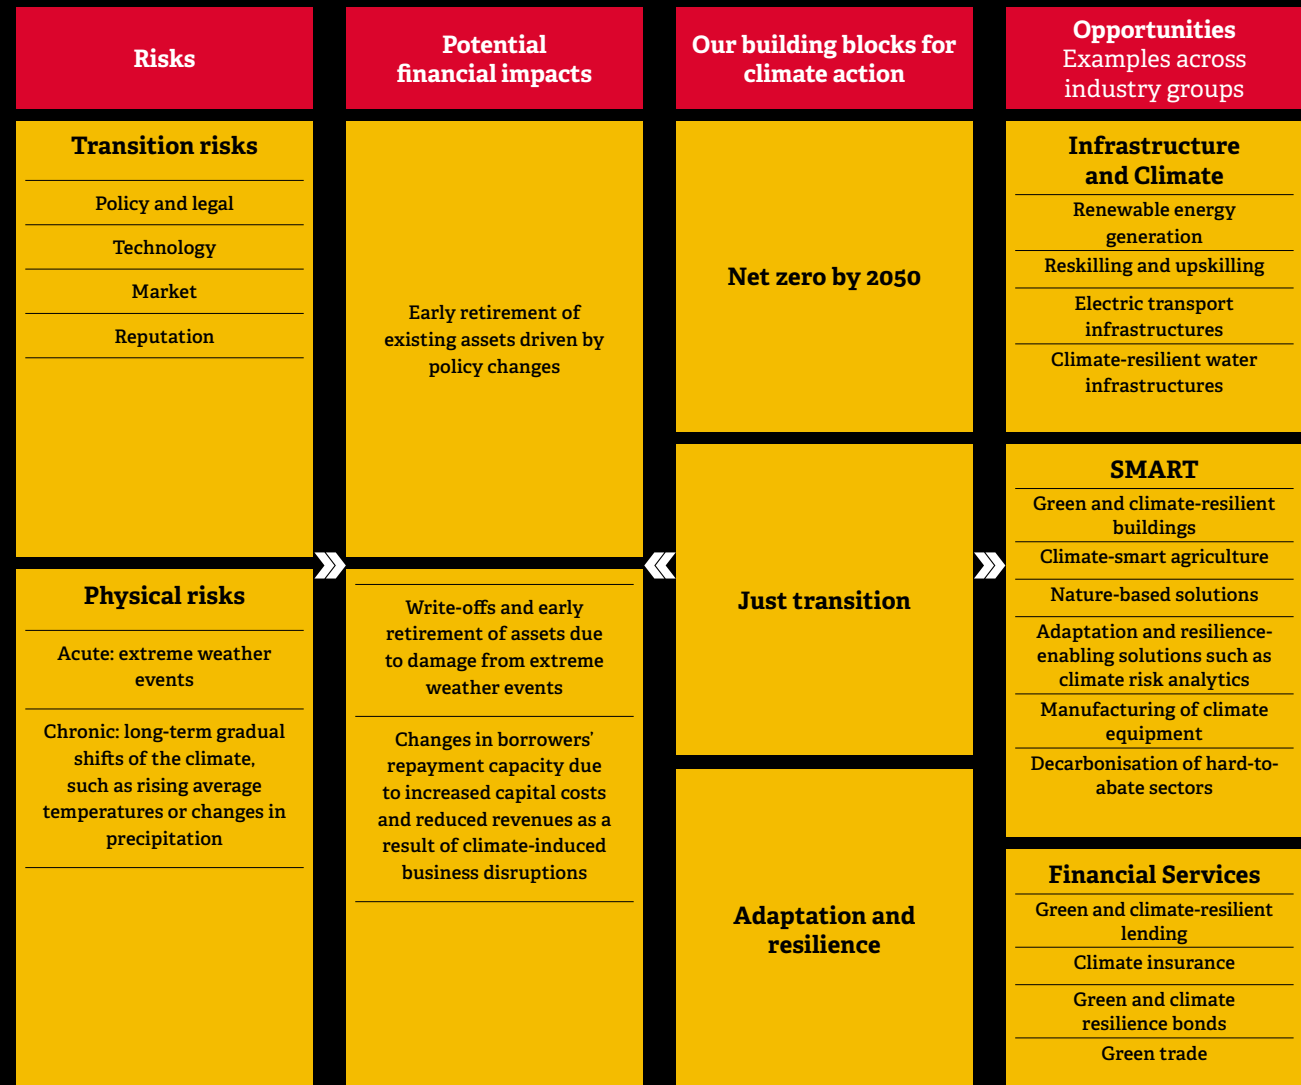 Risks
Potential
financial impacts
Our building blocks for
climate action
Opportunities
Examples across
industry groups
Transition risks
Policy and legal
Technology
Market
Reputation
Physical risks
Acute: extreme weather
events
Chronic: long-term gradual
shifts of the climate,
such as rising average
temperatures or changes in
precipitation
Early retirement of
existing assets driven by
policy changes
Write-offs and early
retirement of assets due
to damage from extreme
weather events
Changes in borrowers’
repayment capacity due
to increased capital costs
and reduced revenues as a
result of climate-induced
business disruptions
Net zero by 2050
Just transition
Adaptation and
resilience
Infrastructure
and Climate
Renewable energy
generation
Reskilling and upskilling
Electric transport
infrastructures
Climate-resilient water
infrastructures
SMART
Green and climate-resilient
buildings
Climate-smart agriculture
Nature-based solutions
Adaptation and resilience-
enabling solutions such as
climate risk analytics
Manufacturing of climate
equipment
Decarbonisation of hard-to-
abate sectors
Financial Services
Green and climate-resilient
lending
Climate insurance
Green and climate
resilience bonds
Green trade